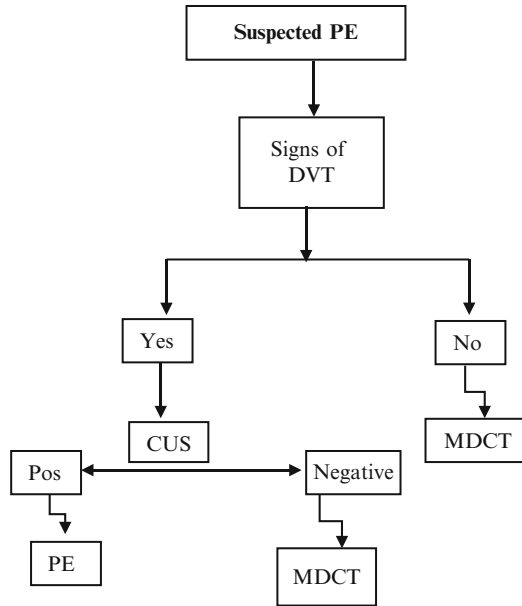 Suspected PE
Signs of
DVT
Yes
No
CUS
MDCT
Pos
Negative
PE
MDCT